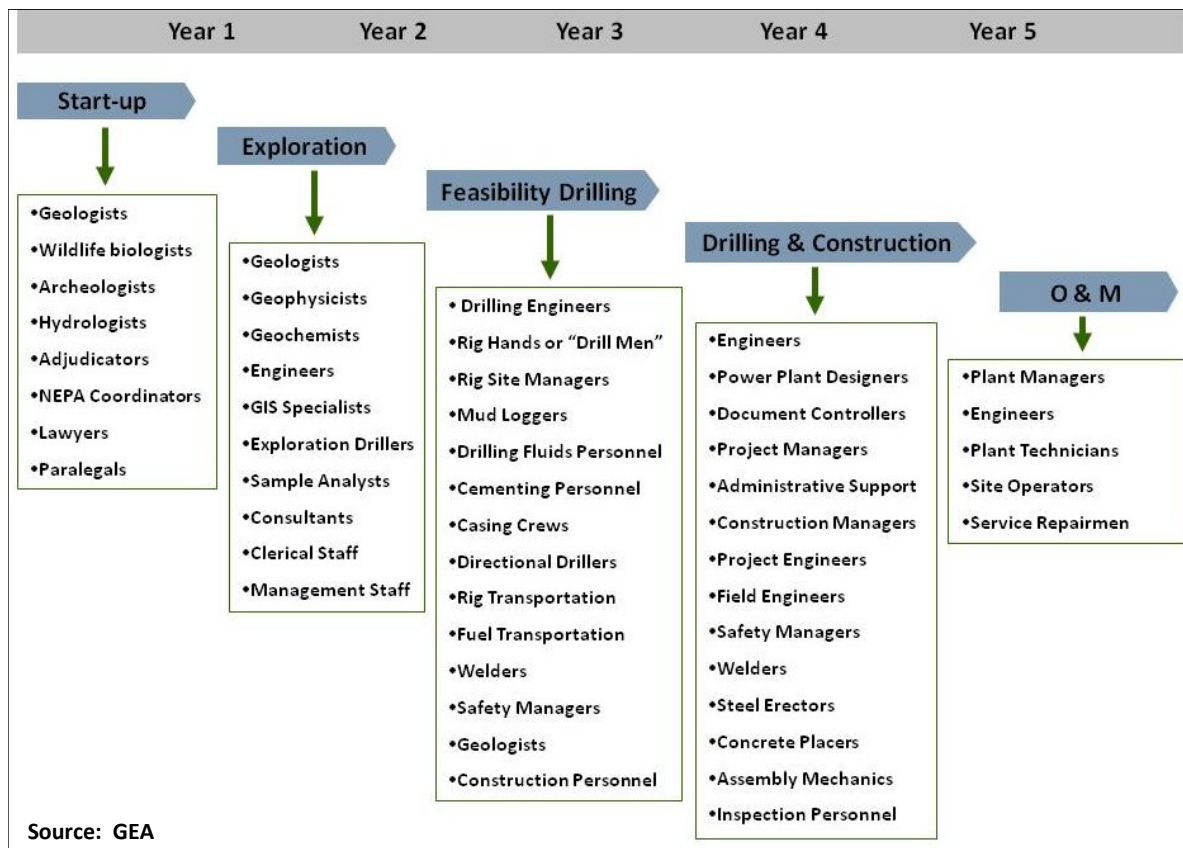 Year 1 Year 2 Year 3 Year 4 Year 5
Start-up
•Geologists
•Wildlife biologists
•Archeologists
•Hydrologists
•Adjudicators
•NEPA Coordinators
•Lawyers
•Paralegals
Exploration
•Geologists
•Geophysicists
•Geochemists
•Engineers
•GIS Specialists
•Exploration Drillers
•Sample Analysts
•Consultants
•Clerical Staff
•Management Staff
Feasibility Drilling
• Drilling Engineers
•Rig Hands or “Drill Men”
•Rig Site Managers
•Mud Loggers
•Drilling Fluids Personnel
•Cementing Personnel
•Casing Crews
•Directional Drillers
•Rig Transportation
•Fuel Transportation
•Welders
•Safety Managers
•Geologists
•Construction Personnel
Drilling & Construction
•Engineers
•Power Plant Designers
•Document Controllers
•Project Managers
•Administrative Support
•Construction Managers
•Project Engineers
•Field Engineers
•Safety Managers
•Welders
•Steel Erectors
•Concrete Placers
•Assembly Mechanics
•Inspection Personnel
O & M
•Plant Managers
•Engineers
•Plant Technicians
•Site Operators
•Service Repairmen
Source: GEA